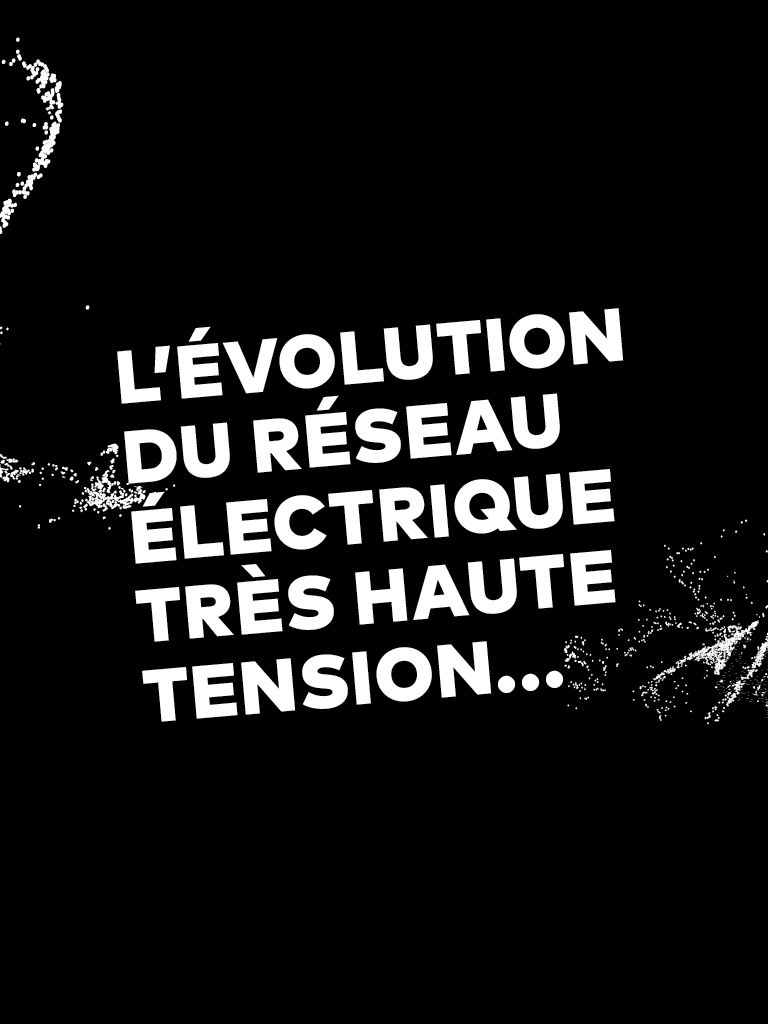 L'ÉVOLUTION
DU RÉSEAU
ÉLECTRIQUE
TRÈS HAUTE
TENSION...